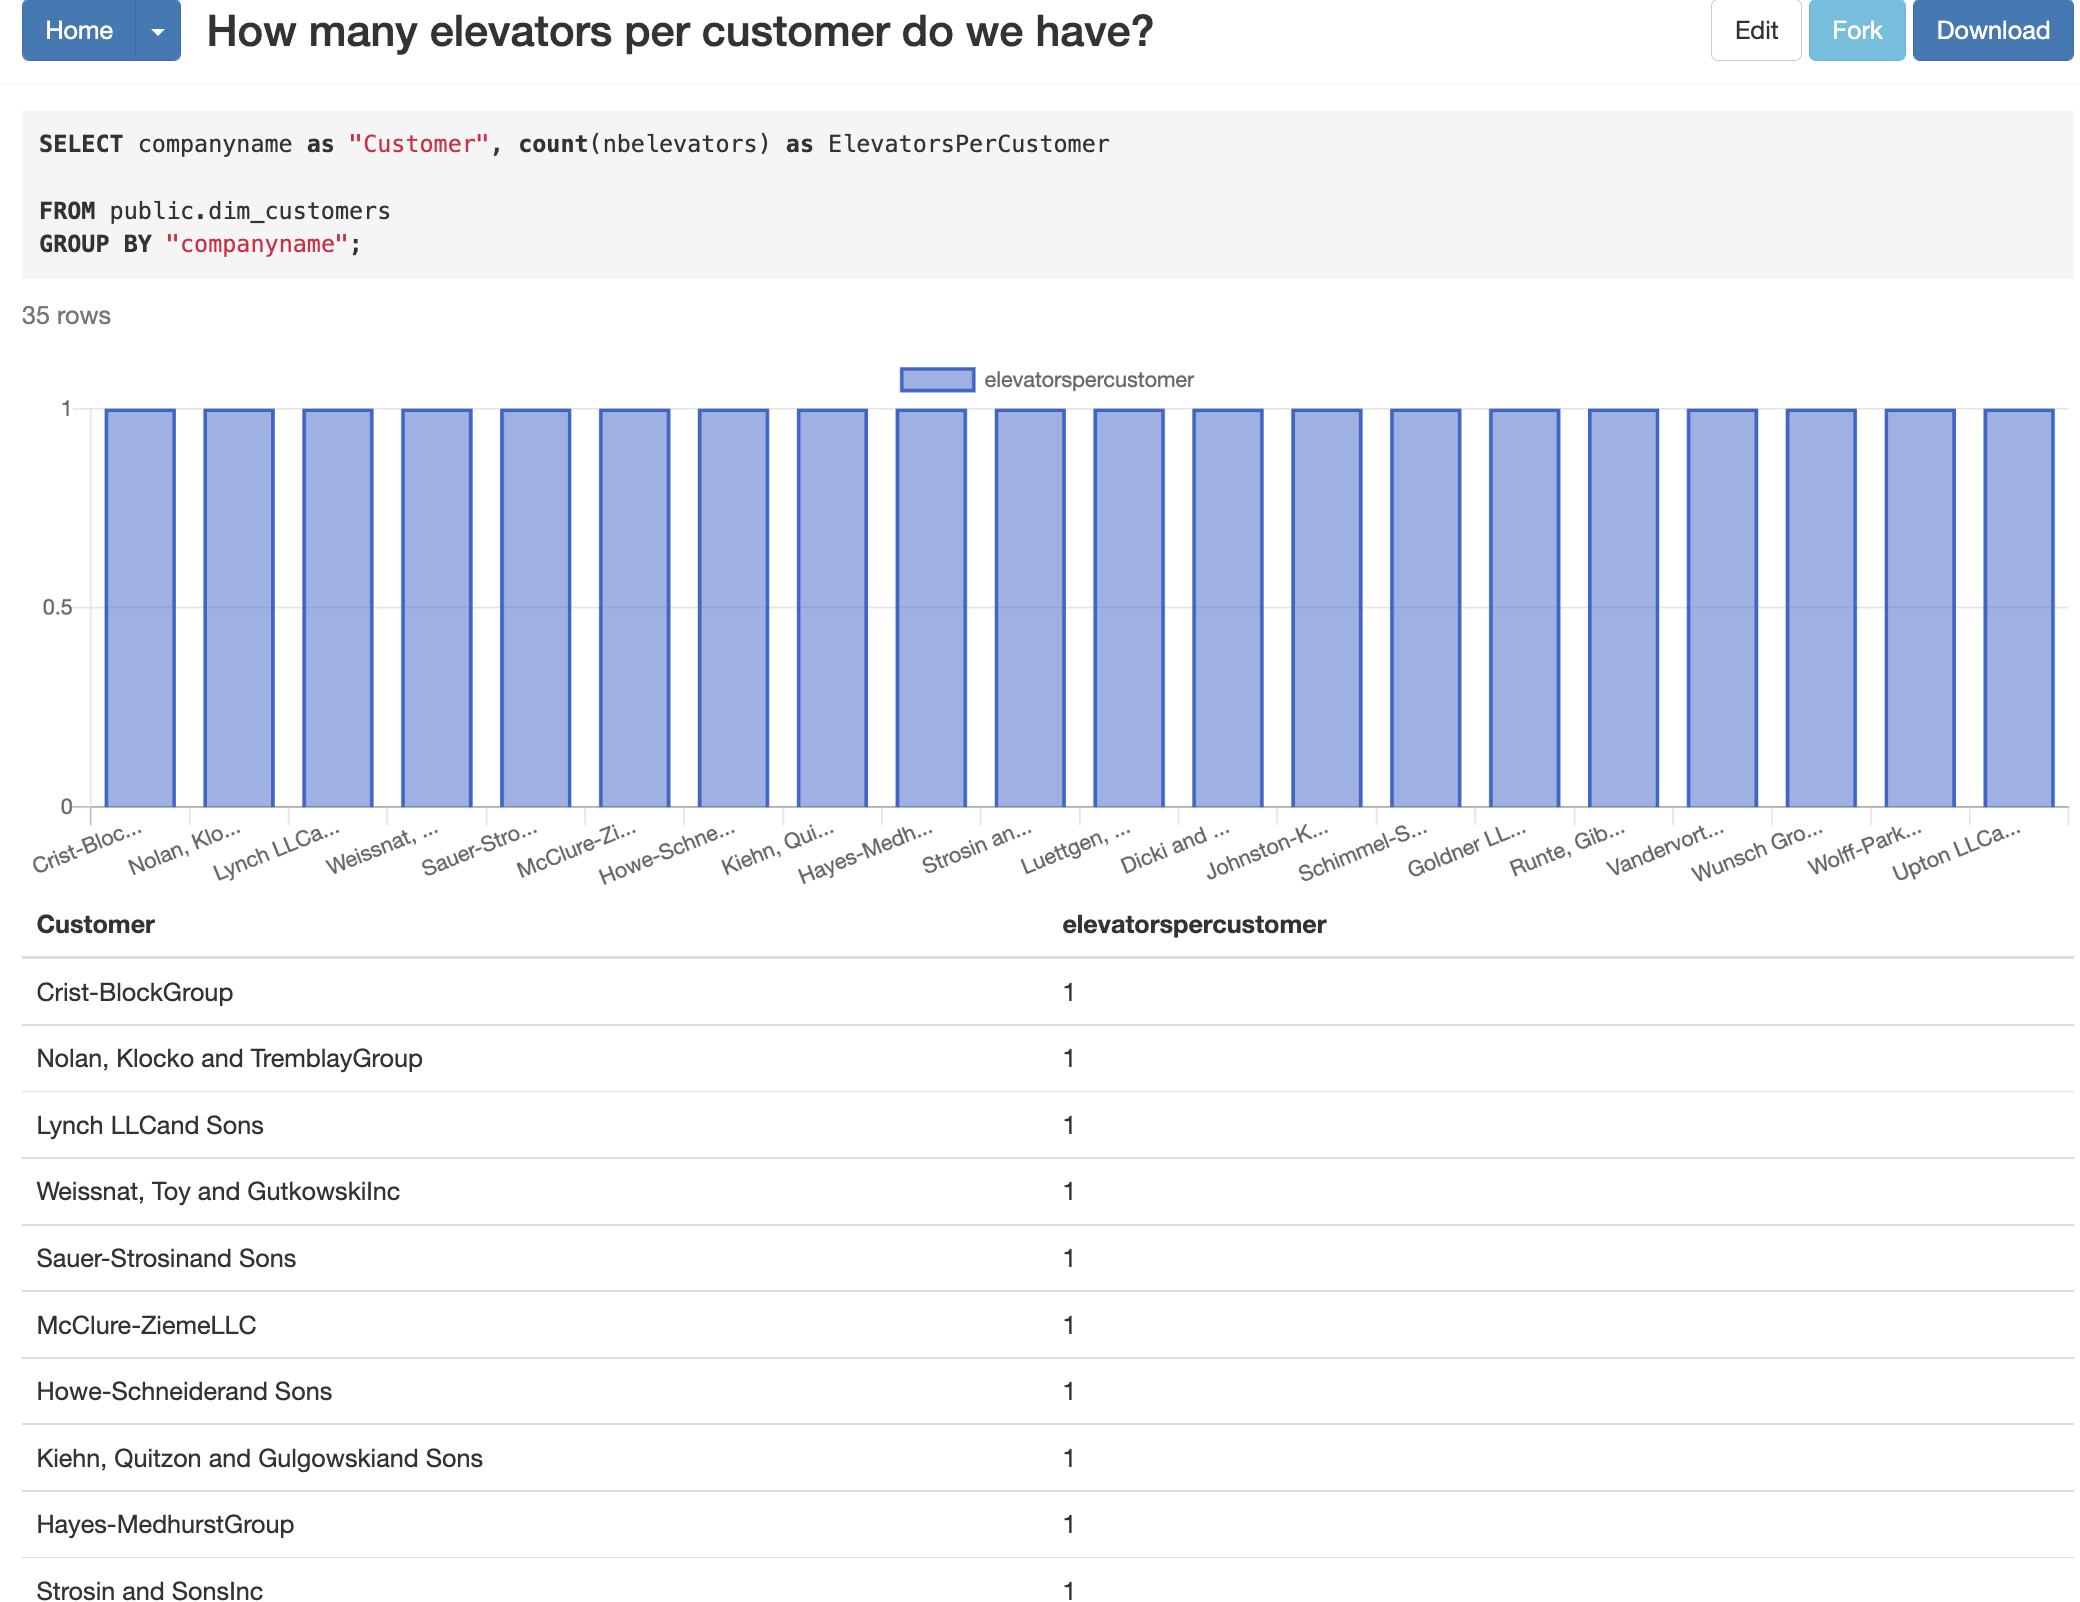 Home
How many elevators per customer do we have?
Edit
Fork
Download
SELECT companyname as "Customer", count(nbelevators) as ElevatorsPerCustomer
FROM public.dim_customers
GROUP BY "companyname";
35 rows
elevatorspercustomer
1
0.5
0
Crist-Bloc...
Nolan, Klo...
Lynch LLCa...
Weissnat, ...
Sauer-Stro...
McClure-Zi...
Howe-Schne...
Kiehn, Qui...
Hayes-Medh...
Strosin an...
Luettgen, ...
Dicki and ...
Johnston-K...
Schimmel-S...
Goldner LL...
Runte, Gib...
Vandervort...
Wunsch Gro...
Wolff-Park...
Upton LLCa...
Customer elevatorspercustomer
Crist-BlockGroup 1
Nolan, Klocko and TremblayGroup 1
Lynch LLCand Sons 1
Weissnat, Toy and GutkowskiInc 1
Sauer-Strosinand Sons 1
McClure-ZiemeLLC 1
Howe-Schneiderand Sons 1
Kiehn, Quitzon and Gulgowskiand Sons 1
Hayes-MedhurstGroup 1
Strosin and SonsInc 1